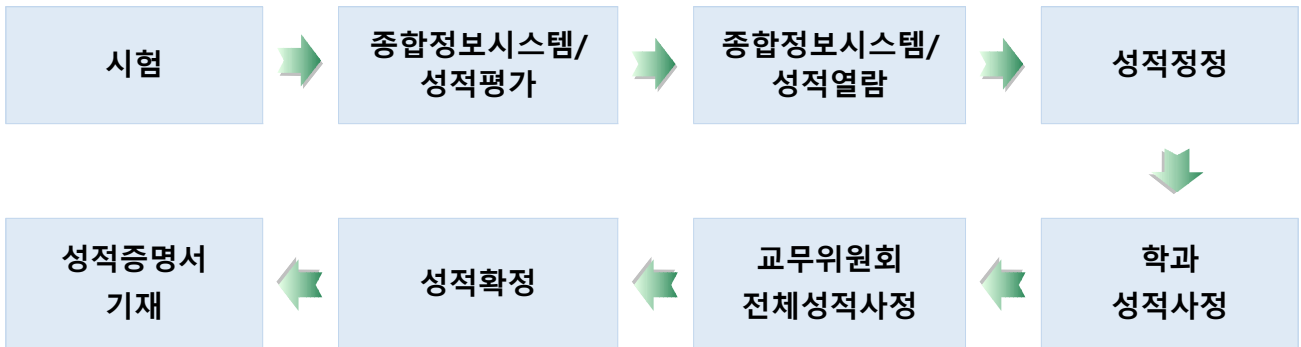 시험
종합정보시스템/
성적평가
종합정보시스템/
성적열람
성적정정
학과
성적사정
교무위원회
전체성적사정
성적확정
성적증명서
기재